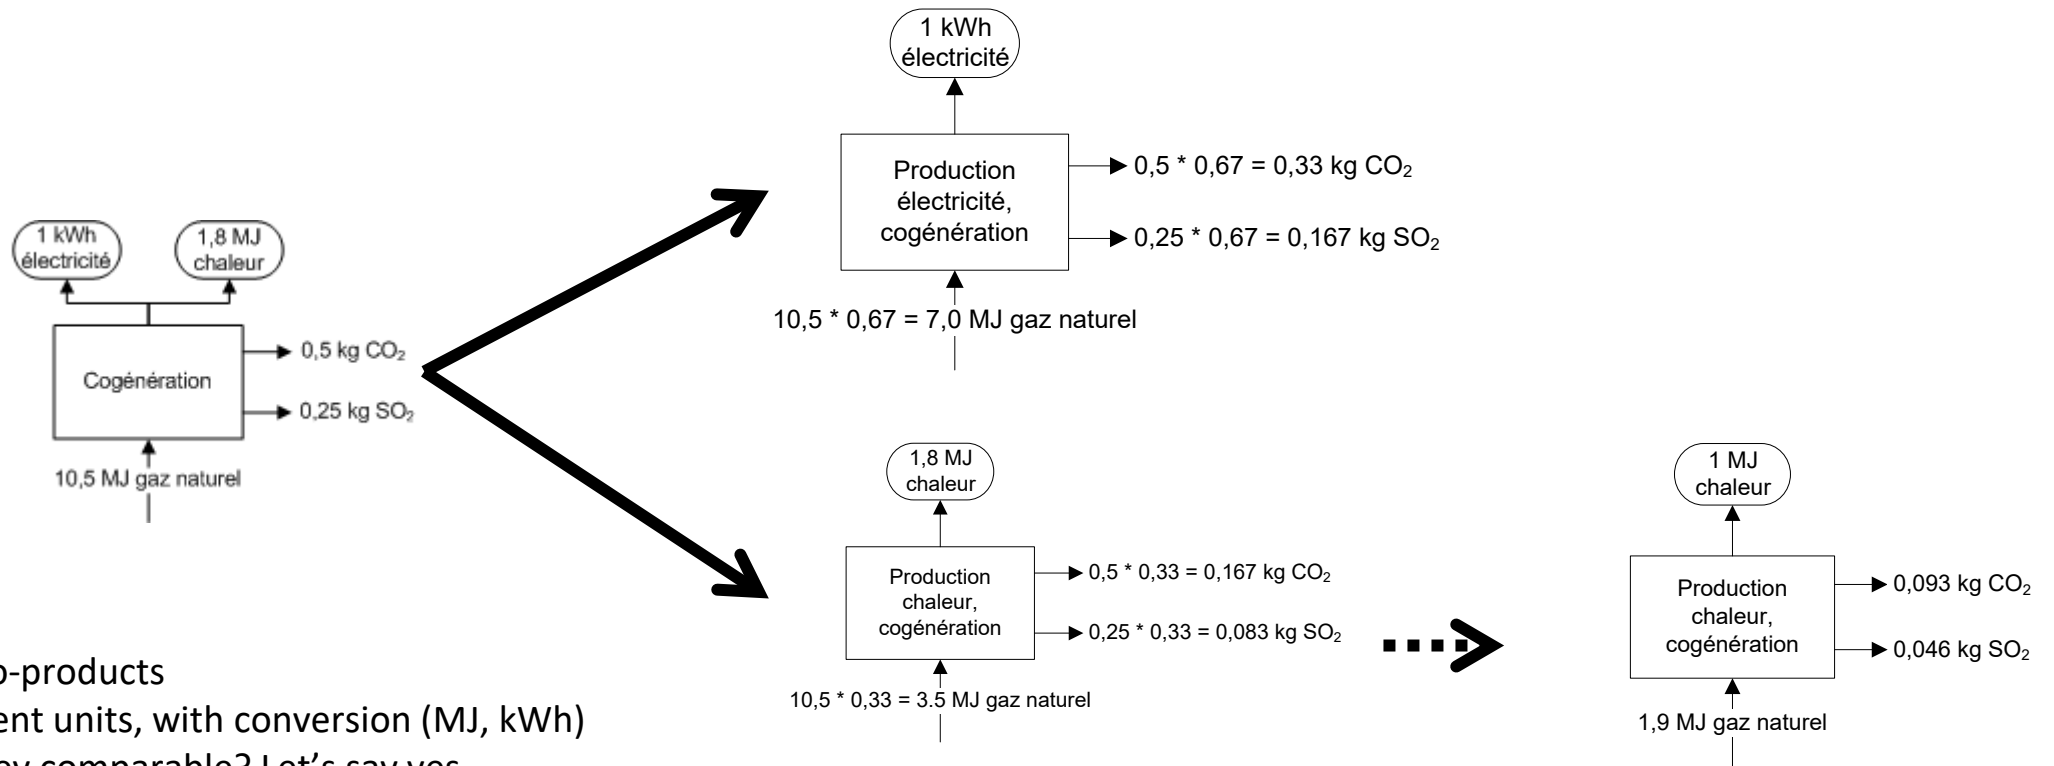 1 kWh
électricité
1,8 MJ
chaleur
Cogénération
0,5 kg CO₂
0,25 kg SO₂
10,5 MJ gaz naturel
1 kWh
électricité
Production
électricité,
cogénération
0,5 * 0,67 = 0,33 kg CO₂
0,25 * 0,67 = 0,167 kg SO₂
10,5 * 0,67 = 7,0 MJ gaz naturel
1,8 MJ
chaleur
Production
chaleur,
cogénération
0,5 * 0,33 = 0,167 kg CO₂
0,25 * 0,33 = 0,083 kg SO₂
10,5 * 0,33 = 3.5 MJ gaz naturel
1 MJ
chaleur
Production
chaleur,
cogénération
0,093 kg CO₂
0,046 kg SO₂
1,9 MJ gaz naturel
o-products
ent units, with conversion (MJ, kWh)
ey comparable? Let's say yes